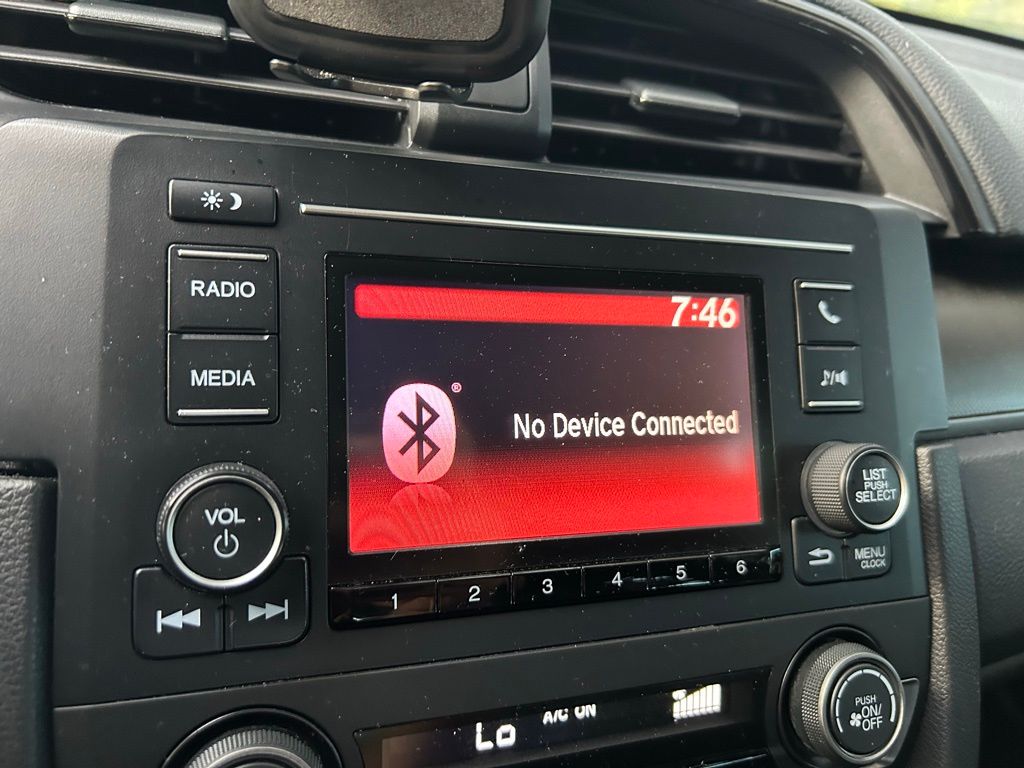 RADIO
MEDIA
VOL
7:46
®
No Device Connected
LIST
PUSH
SELECT
MENU
CLOCK
1 2 3 4 5 6
Lo
A/C ON
PUSH
ON/
OFF